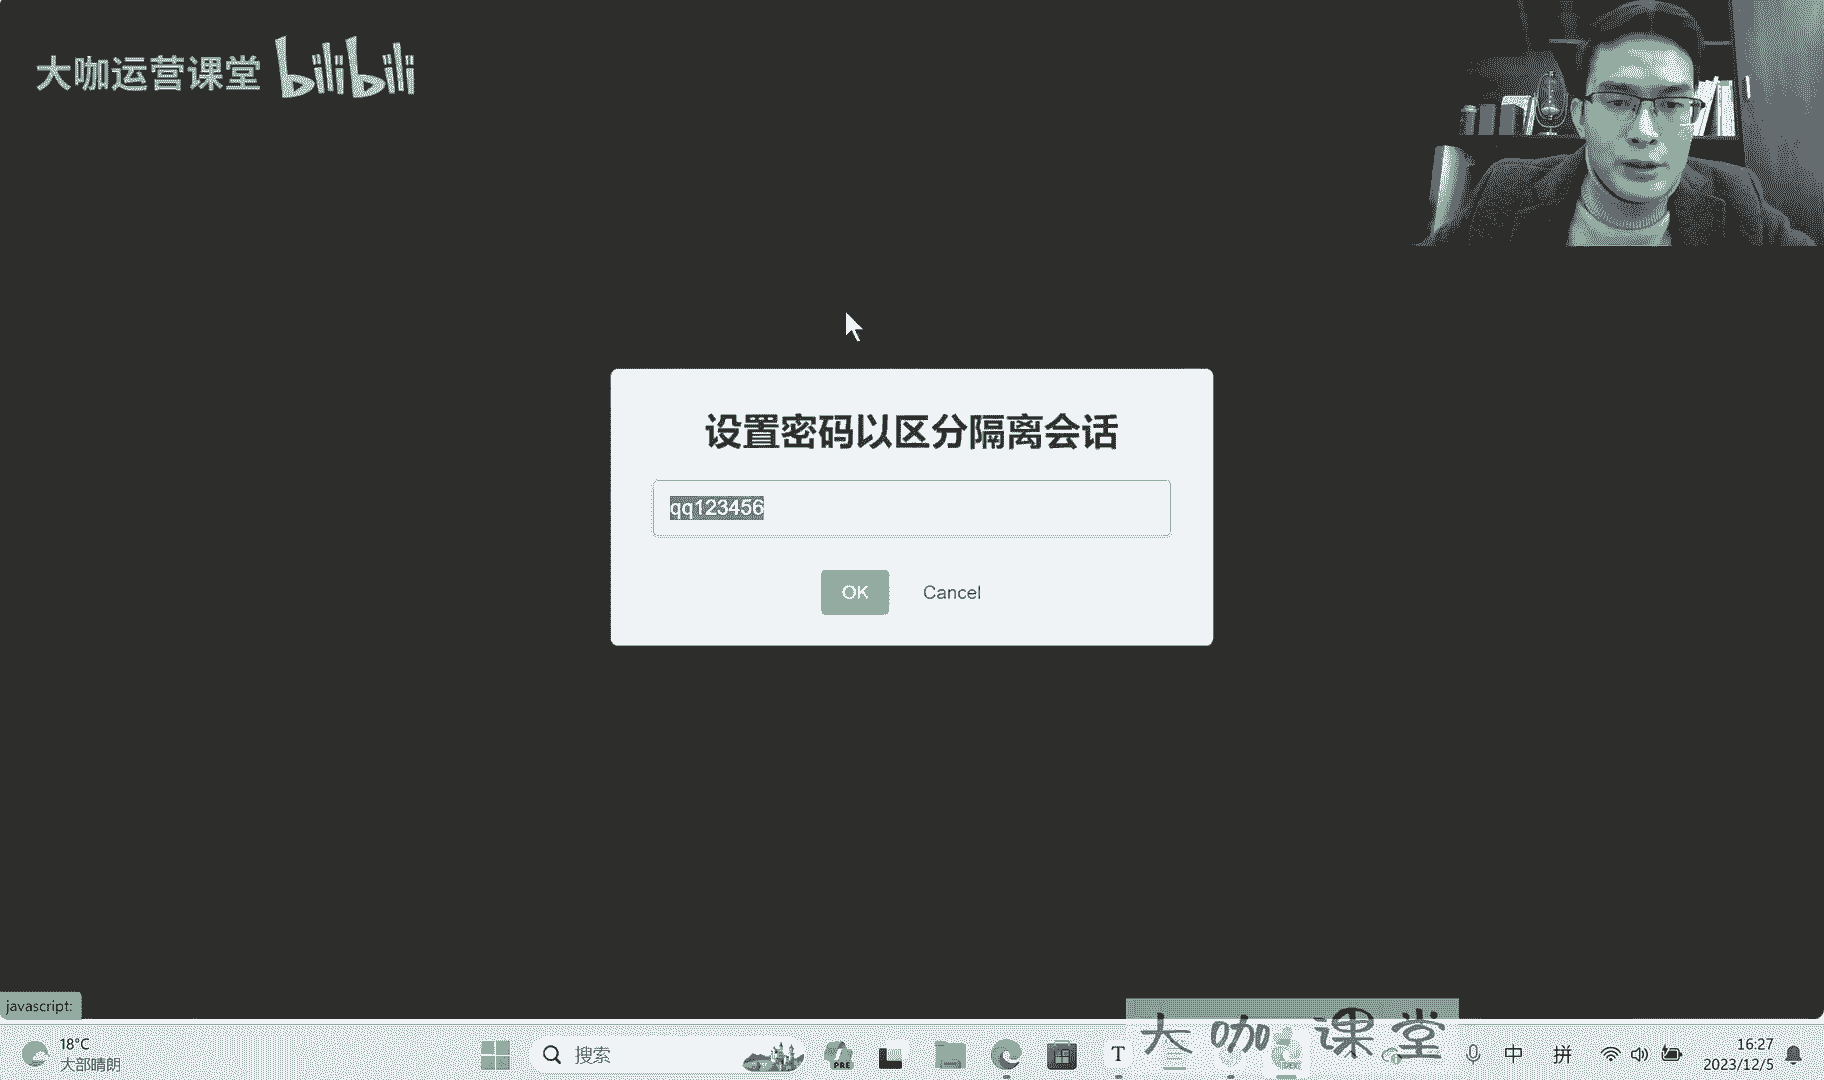 大咖运营课堂 bilibili
设置密码以区分隔离会话
qq123456
OK
Cancel
javascript:
18°C
大部晴朗
搜索
PRE
T
大咖课堂
中
拼
16:27
2023/12/5